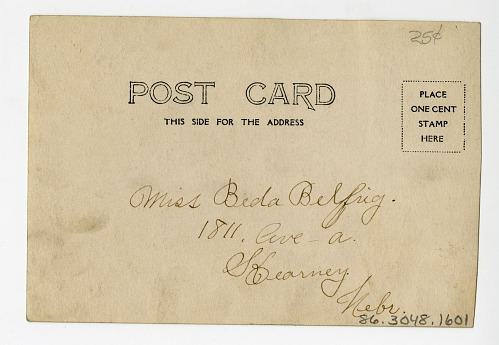 25¢
POST CARD
THIS SIDE FOR THE ADDRESS
PLACE
ONE CENT
STAMP
HERE
Miss Beda Belfrig.
1811. Ave - a.
Kearney
Nebr.
86.3048.1601